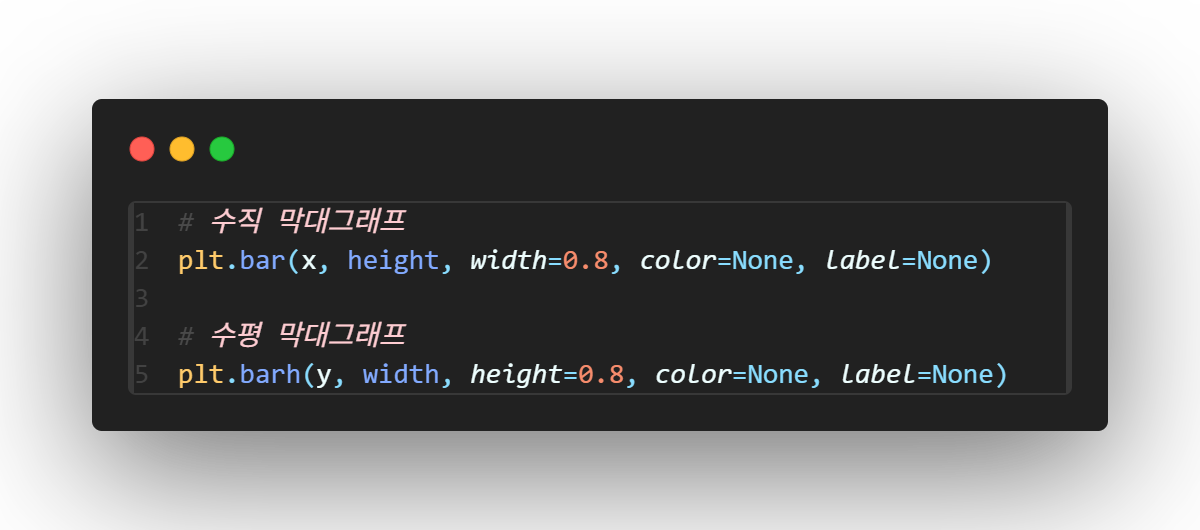 1 # 수직 막대그래프
2 plt.bar(x, height, width=0.8, color=None, label=None)
3
4 # 수평 막대그래프
5 plt.barh(y, width, height=0.8, color=None, label=None)